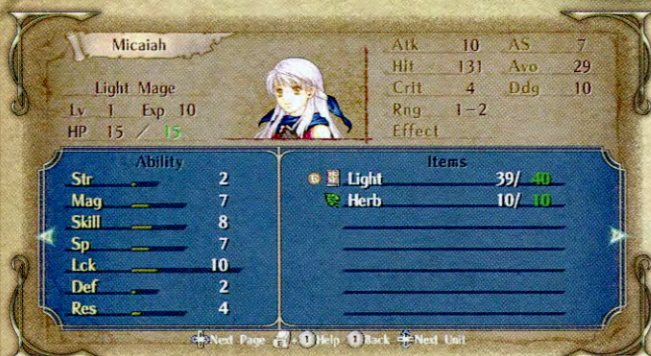 Micaiah
Light Mage
Lv 1 Exp 10
HP 15 / 15
Atk 10 AS 7
Hit 131 Avo 29
Crit 4 Ddg 10
Rng 1-2
Effect
Ability
Str 2
Mag 7
Skill 8
Sp 7
Lck 10
Def 2
Res 4
Items
E Light 39/ 40
Herb 10/ 10
Next Page 1 Help 1 Back Next Unit